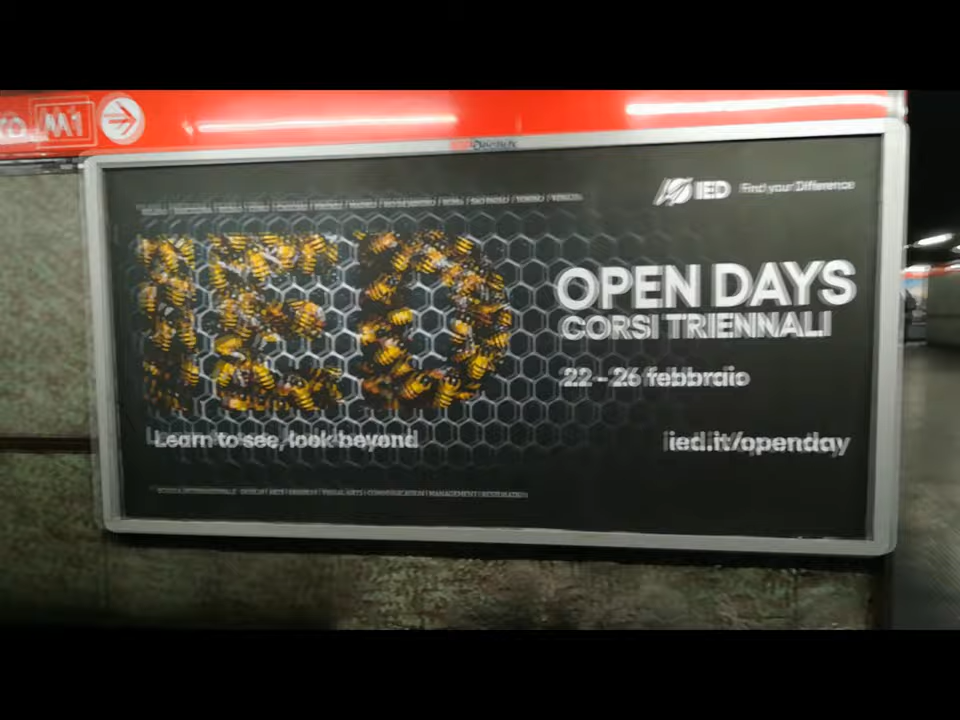 M1
IED Find your Difference
IED
OPEN DAYS
CORSI TRIENNALI
22 - 26 febbraio
Learn to see, look beyond
ied.it/openday